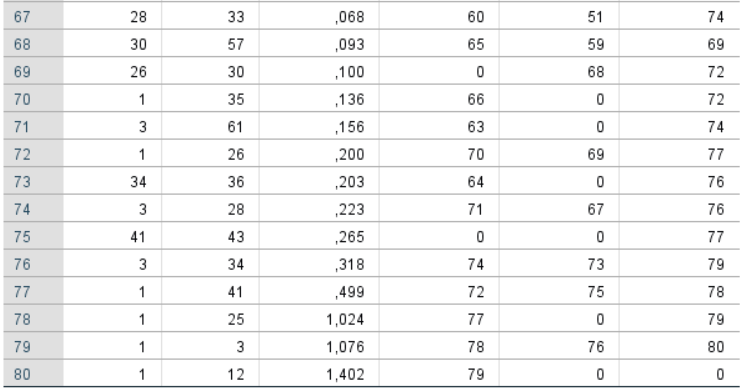 67 28 33 ,068 60 51 74
68 30 57 ,093 65 59 69
69 26 30 ,100 0 68 72
70 1 35 ,136 66 0 72
71 3 61 ,156 63 0 74
72 1 26 ,200 70 69 77
73 34 36 ,203 64 0 76
74 3 28 ,223 71 67 76
75 41 43 ,265 0 0 77
76 3 34 ,318 74 73 79
77 1 41 ,499 72 75 78
78 1 25 1,024 77 0 79
79 1 3 1,076 78 76 80
80 1 12 1,402 79 0 0